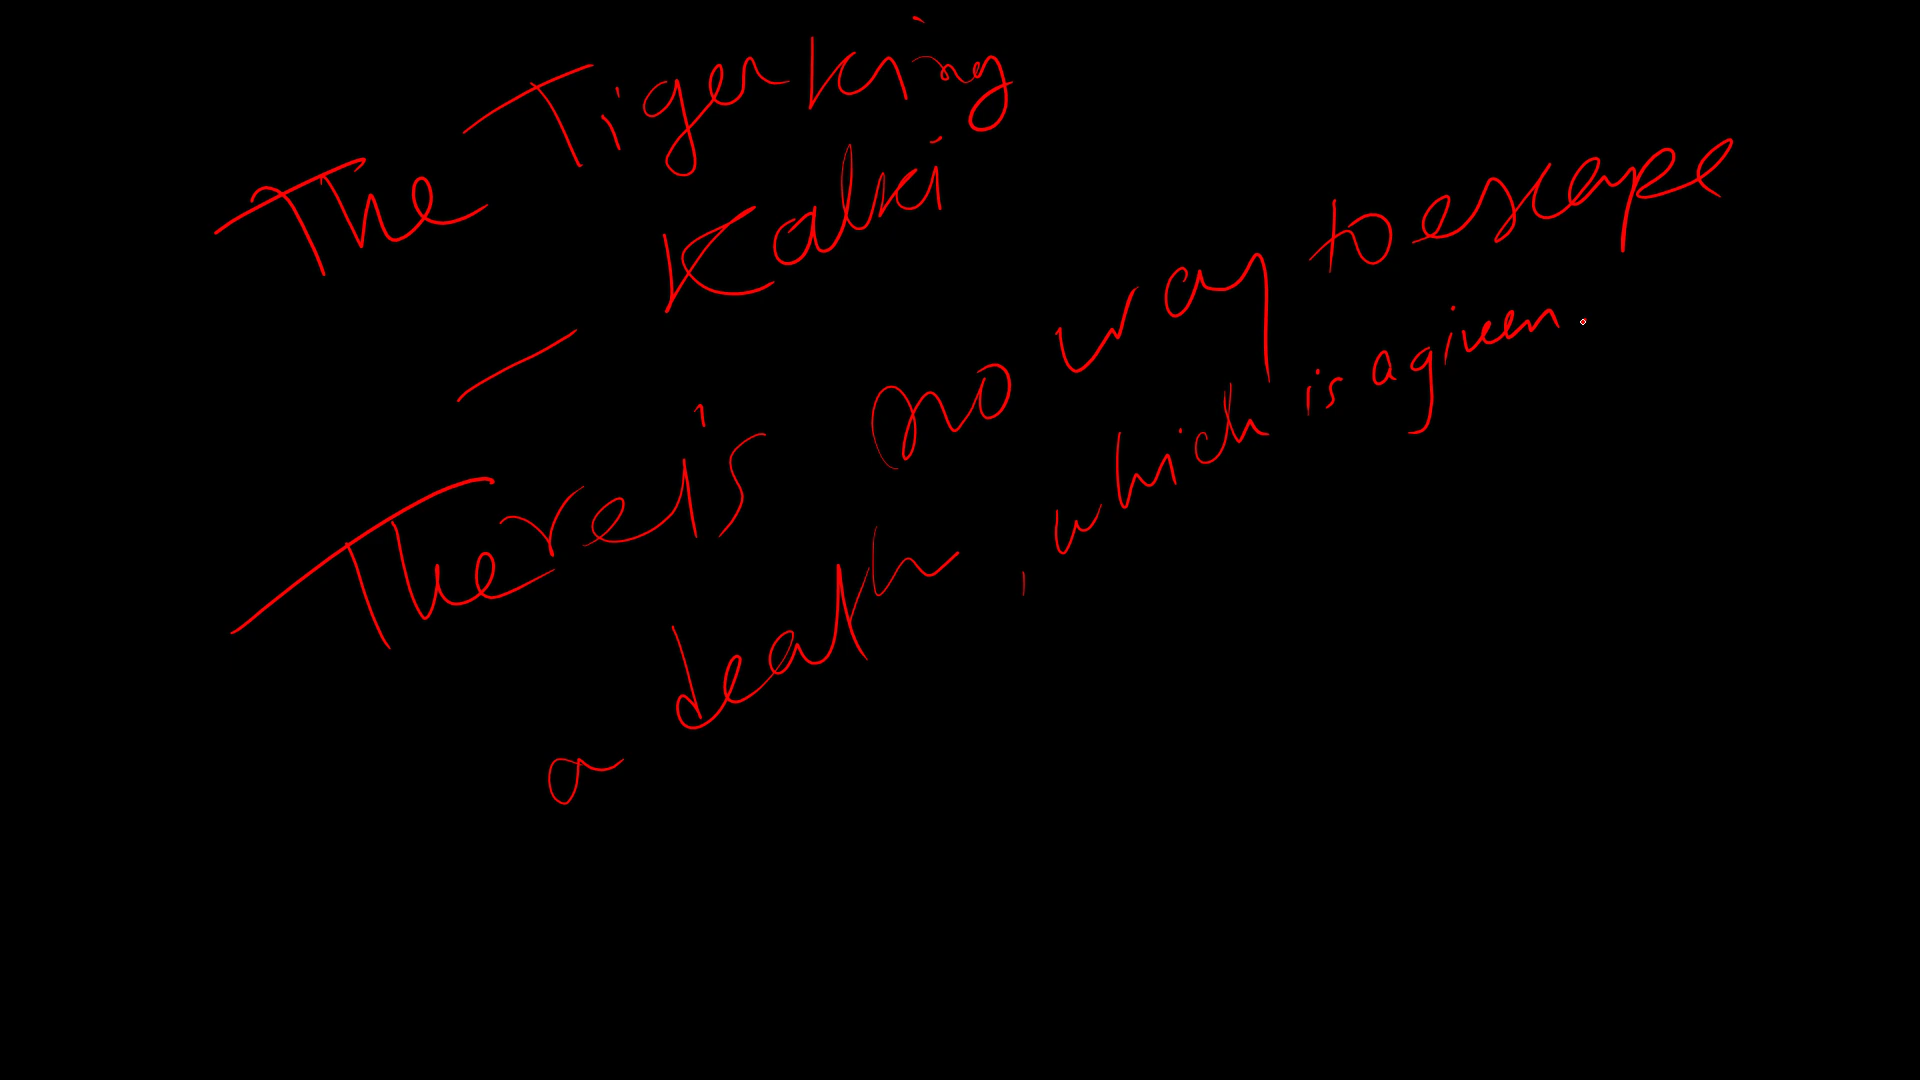 The Tiger King
– Kalki
There is no way to escape
a death, which is a given.